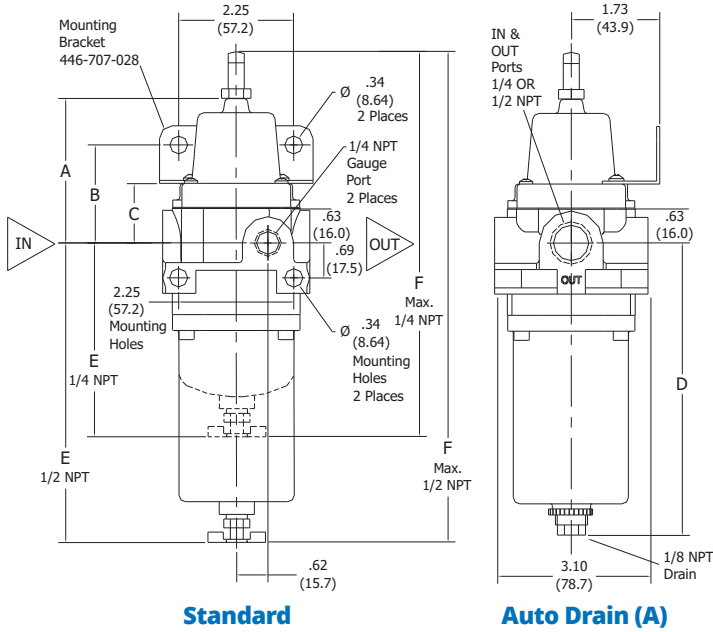 2.25
(57.2)
Mounting
Bracket
446-707-028
Ø .34
(8.64)
2 Places
1/4 NPT
Gauge
Port
2 Places
A
B
C
.63
(16.0)
IN
OUT
.69
(17.5)
F
Max.
1/4 NPT
2.25
(57.2)
Mounting
Holes
Ø .34
(8.64)
Mounting
Holes
2 Places
E
1/4 NPT
E
1/2 NPT
F
Max.
1/2 NPT
.62
(15.7)
Standard
1.73
(43.9)
IN &
OUT
Ports
1/4 OR
1/2 NPT
.63
(16.0)
OUT
D
1/8 NPT
Drain
3.10
(78.7)
Auto Drain (A)